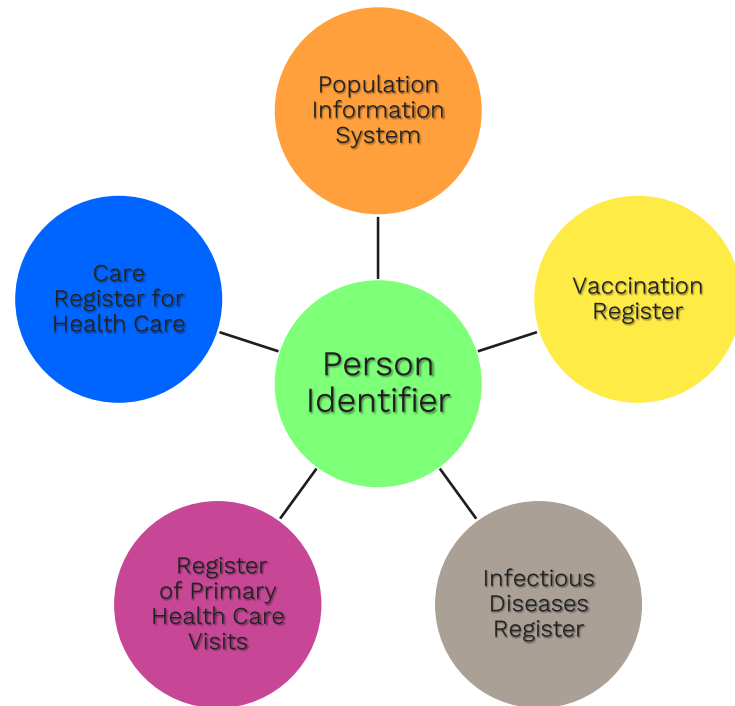 Population
Information
System
Care
Register for
Health Care
Vaccination
Register
Person
Identifier
Register
of Primary
Health Care
Visits
Infectious
Diseases
Register